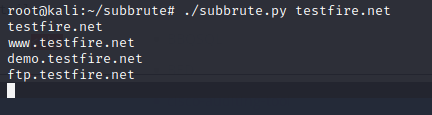 root@kali:~/subbrute# ./subbrute.py testfire.net
testfire.net
www.testfire.net
demo.testfire.net
ftp.testfire.net